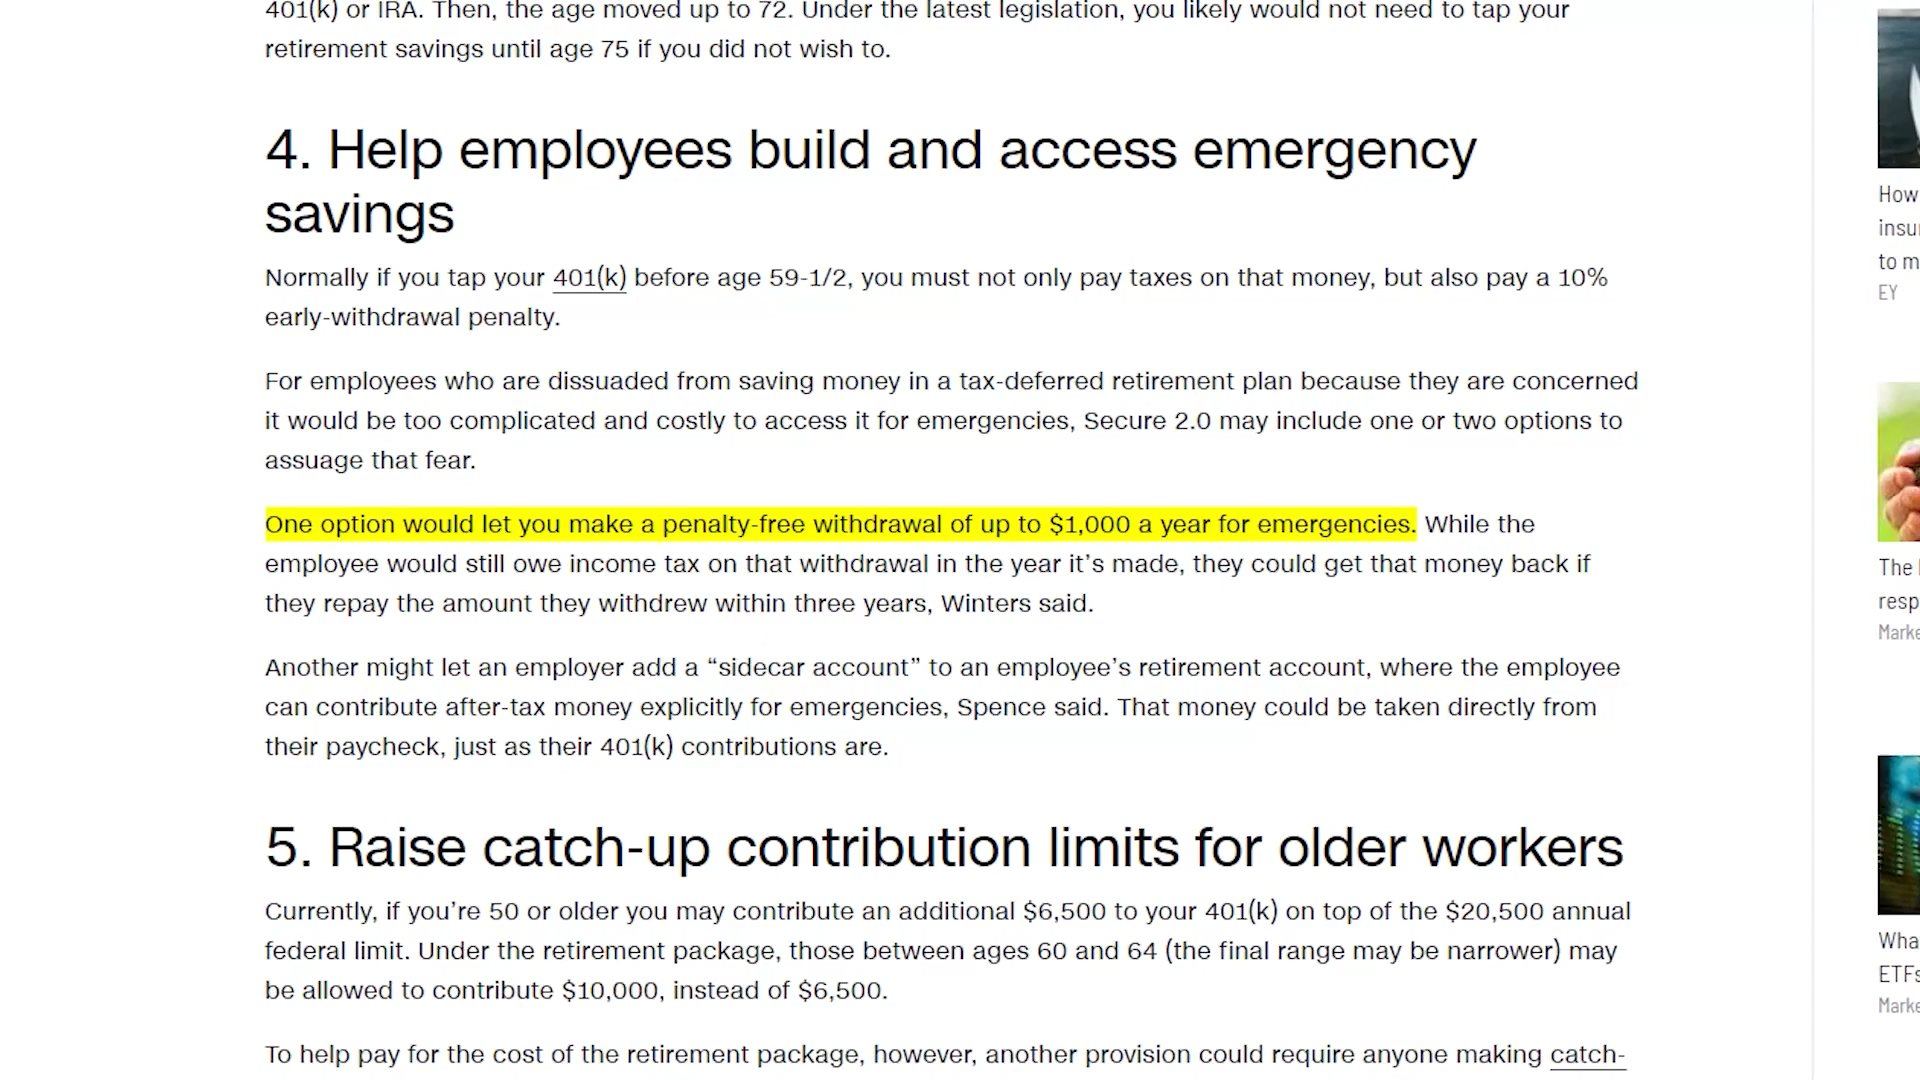 401(k) or IRA. Then, the age moved up to 72. Under the latest legislation, you likely would not need to tap your
retirement savings until age 75 if you did not wish to.
4. Help employees build and access emergency
savings
Normally if you tap your 401(k) before age 59-1/2, you must not only pay taxes on that money, but also pay a 10%
early-withdrawal penalty.
For employees who are dissuaded from saving money in a tax-deferred retirement plan because they are concerned
it would be too complicated and costly to access it for emergencies, Secure 2.0 may include one or two options to
assuage that fear.
One option would let you make a penalty-free withdrawal of up to $1,000 a year for emergencies. While the
employee would still owe income tax on that withdrawal in the year it’s made, they could get that money back if
they repay the amount they withdrew within three years, Winters said.
Another might let an employer add a “sidecar account” to an employee’s retirement account, where the employee
can contribute after-tax money explicitly for emergencies, Spence said. That money could be taken directly from
their paycheck, just as their 401(k) contributions are.
5. Raise catch-up contribution limits for older workers
Currently, if you’re 50 or older you may contribute an additional $6,500 to your 401(k) on top of the $20,500 annual
federal limit. Under the retirement package, those between ages 60 and 64 (the final range may be narrower) may
be allowed to contribute $10,000, instead of $6,500.
To help pay for the cost of the retirement package, however, another provision could require anyone making catch-
How
insu
to m
EY
The
resp
Marke
Wha
ETFs
Marke